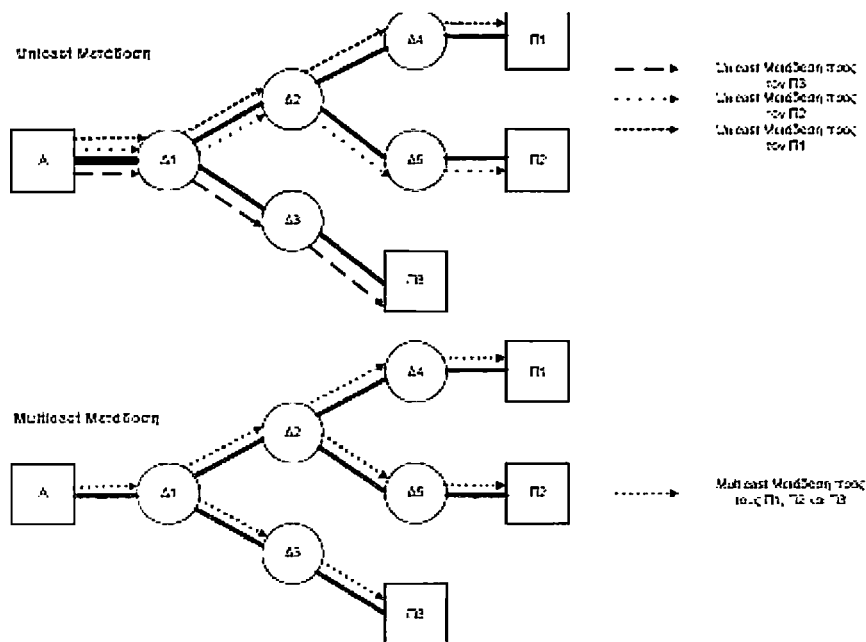 Unicast Μετάδοση
Δ4
Π1
Δ2
Unicast Μετάδοση προς
τον Π3
Unicast Μετάδοση προς
τον Π2
Unicast Μετάδοση προς
τον Π1
Α
Δ1
Δ5
Π2
Δ3
Π3
Multicast Μετάδοση
Δ4
Π1
Δ2
Α
Δ1
Δ5
Π2
Multicast Μετάδοση προς
τους Π1, Π2 και Π3
Δ3
Π3